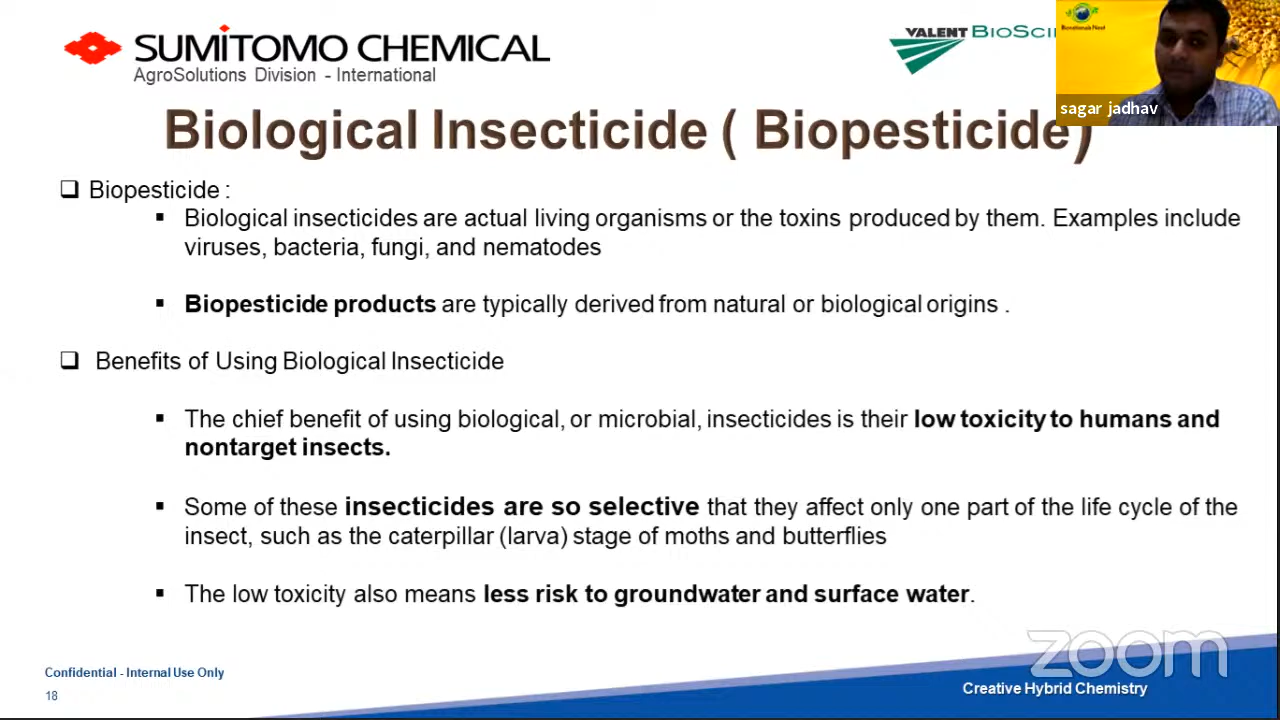 SUMITOMO CHEMICAL
AgroSolutions Division - International
VALENT
sagar jadhav
Biological Insecticide ( Biopesticide)
Biopesticide :
Biological insecticides are actual living organisms or the toxins produced by them. Examples include
viruses, bacteria, fungi, and nematodes
Biopesticide products are typically derived from natural or biological origins .
Benefits of Using Biological Insecticide
The chief benefit of using biological, or microbial, insecticides is their low toxicity to humans and
nontarget insects.
Some of these insecticides are so selective that they affect only one part of the life cycle of the
insect, such as the caterpillar (larva) stage of moths and butterflies
The low toxicity also means less risk to groundwater and surface water.
zoom
Confidential - Internal Use Only
18
Creative Hybrid Chemistry